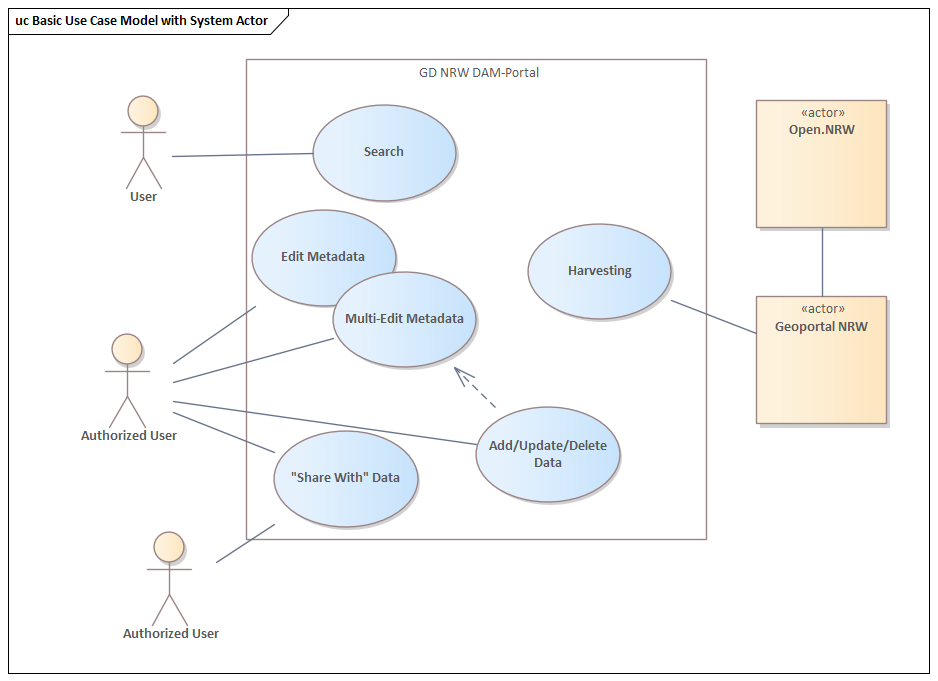 uc Basic Use Case Model with System Actor
GD NRW DAM-Portal
Search
User
«actor»
Open.NRW
Edit Metadata
Harvesting
Multi-Edit Metadata
«actor»
Geoportal NRW
Authorized User
Add/Update/Delete
Data
"Share With" Data
Authorized User